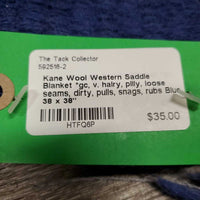 The Tack Collector
592516-2
Kane Wool Western Saddle
Blanket *gc, v. hairy, pilly, loose
seams, dirty, pulls, snags, rubs Blue
38 x 38"
HTFQ6P
$35.00